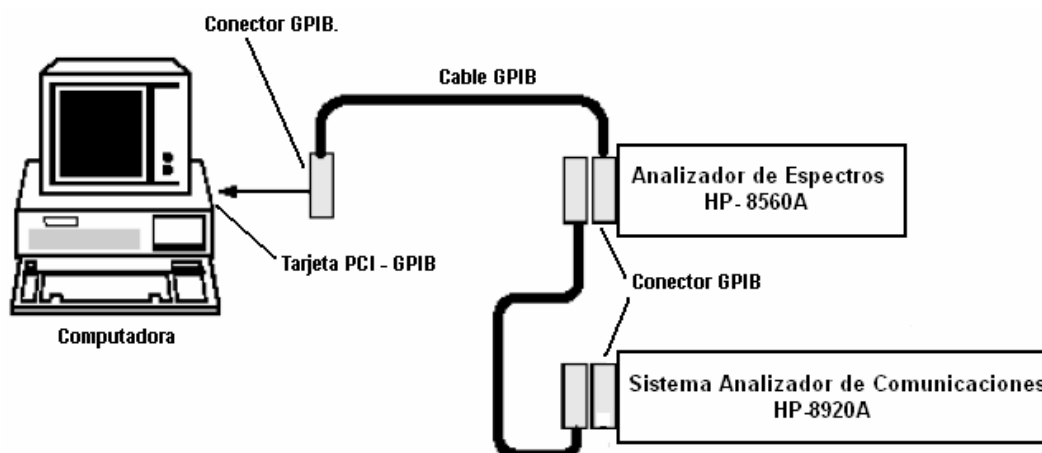 Conector GPIB.
Cable GPIB
Analizador de Espectros
HP- 8560A
Tarjeta PCI - GPIB
Conector GPIB
Computadora
Sistema Analizador de Comunicaciones
HP-8920A